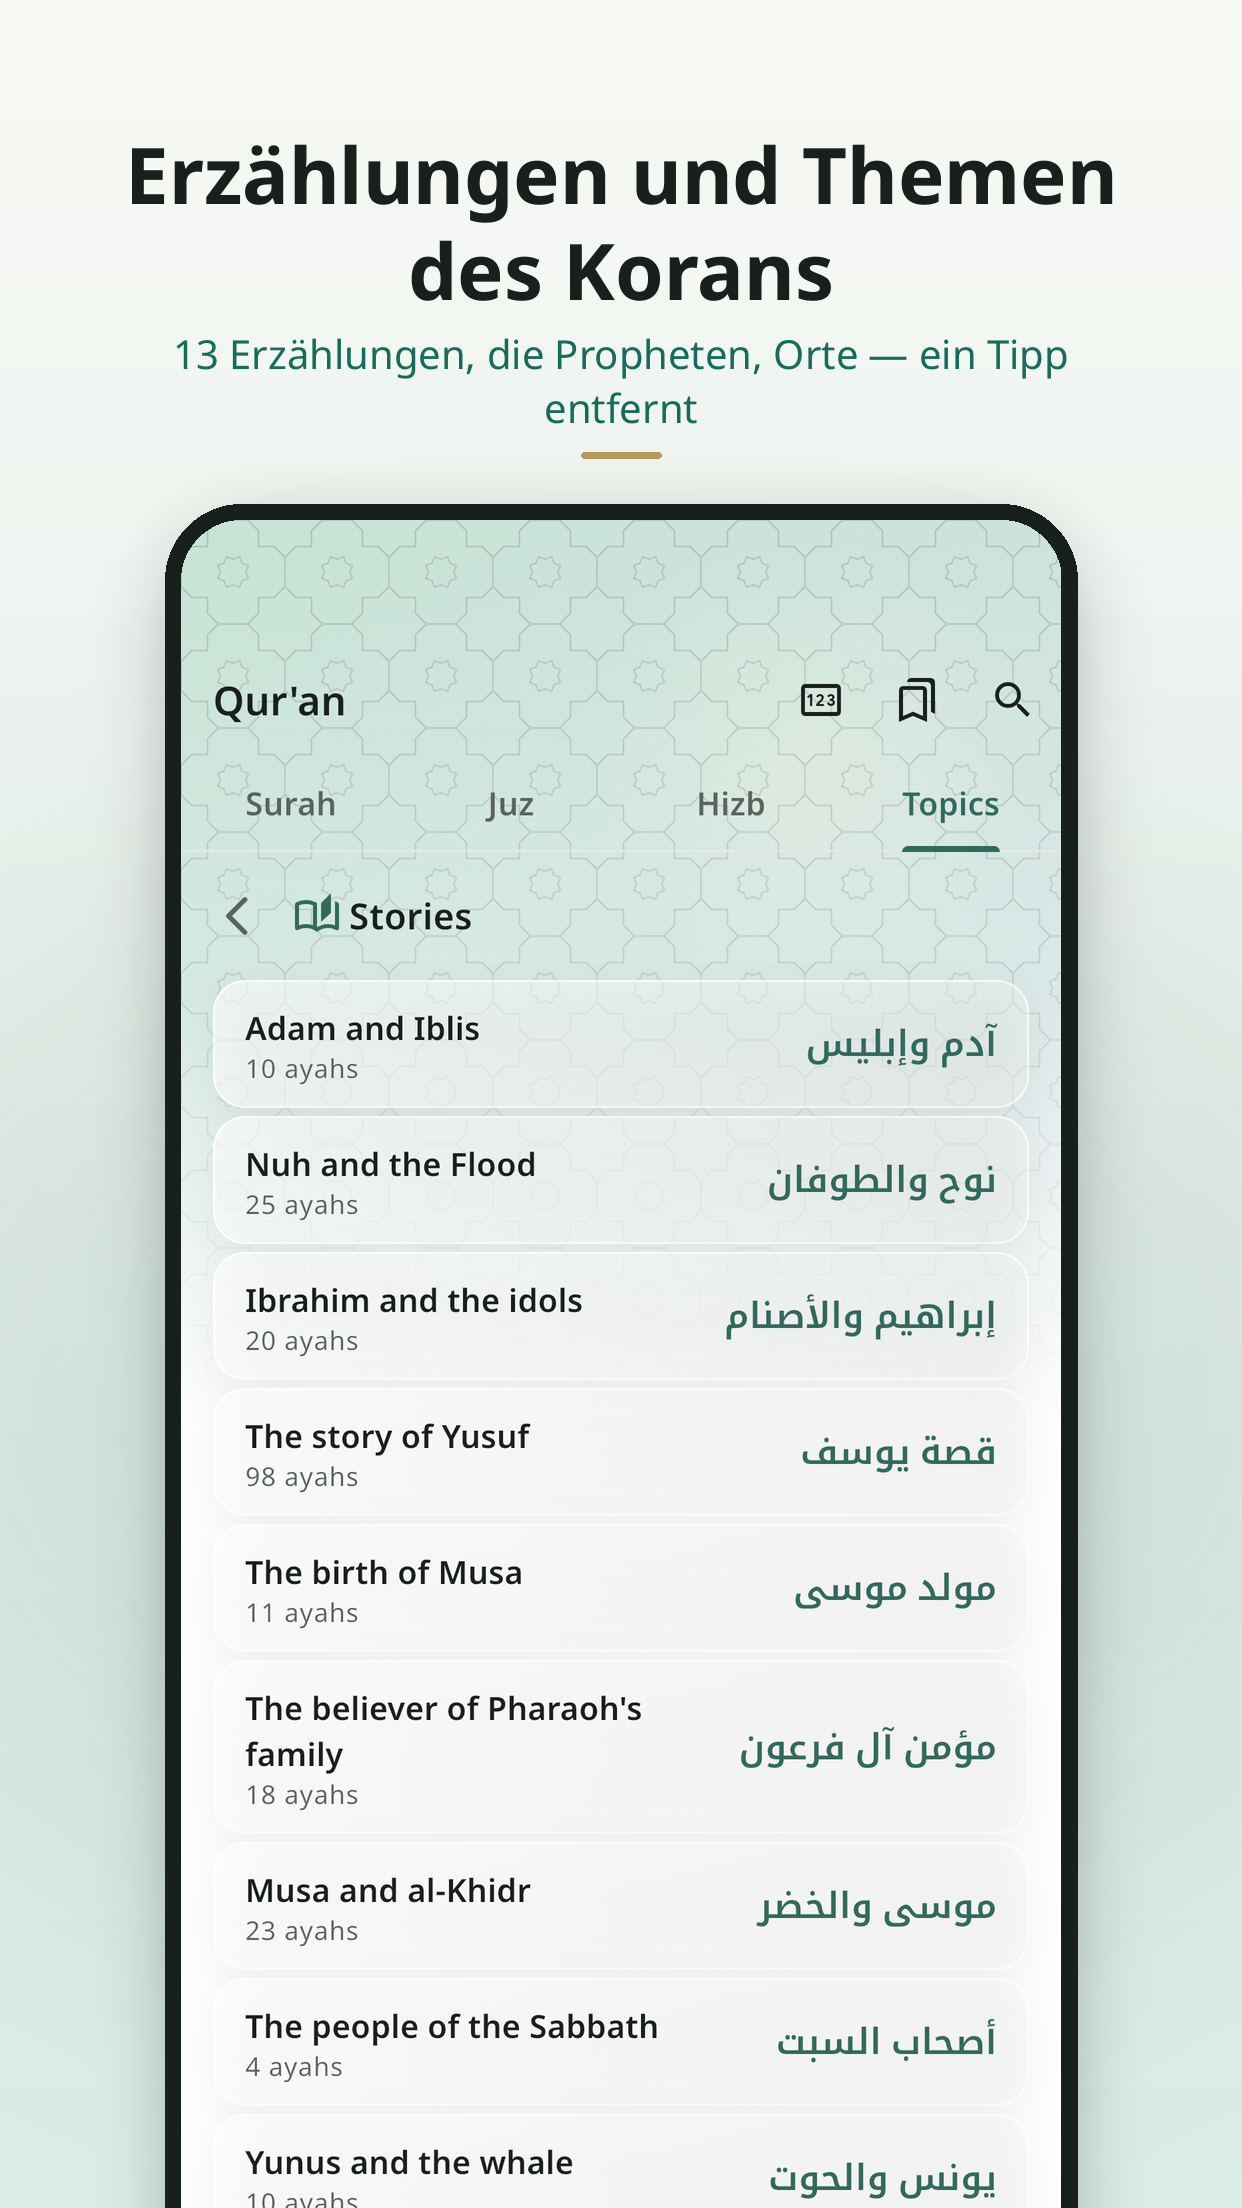 Erzählungen und Themen
des Korans
13 Erzählungen, die Propheten, Orte — ein Tipp
entfernt
Qur'an
123
Surah Juz Hizb Topics
Stories
Adam and Iblis
آدم وإبليس
10 ayahs
Nuh and the Flood
نوح والطوفان
25 ayahs
Ibrahim and the idols
إبراهيم والأصنام
20 ayahs
The story of Yusuf
قصة يوسف
98 ayahs
The birth of Musa
مولد موسى
11 ayahs
The believer of Pharaoh's
family
مؤمن آل فرعون
18 ayahs
Musa and al-Khidr
موسى والخضر
23 ayahs
The people of the Sabbath
أصحاب السبت
4 ayahs
Yunus and the whale
يونس والحوت
10 ayahs